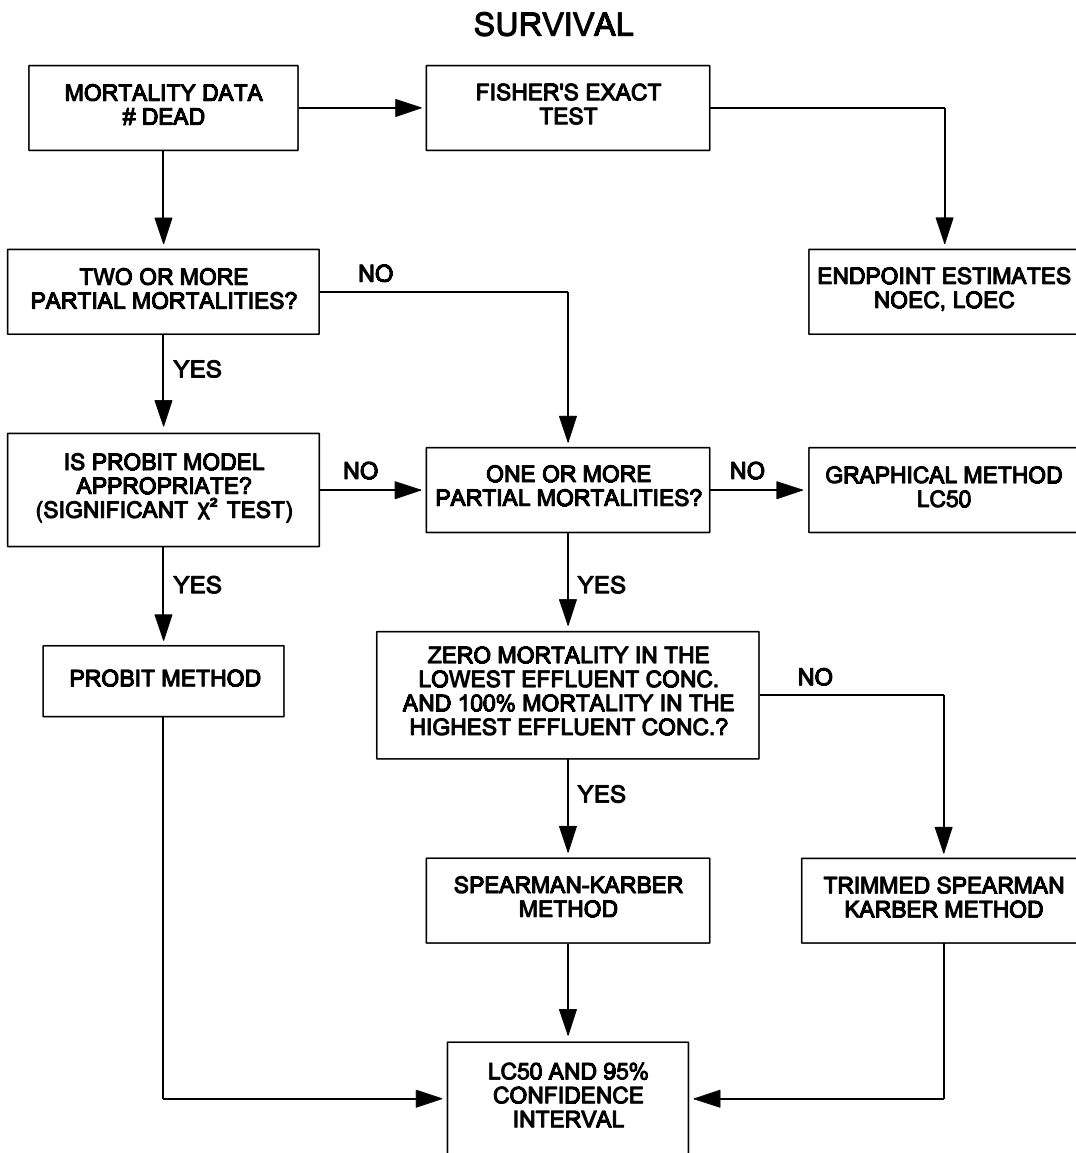 SURVIVAL
MORTALITY DATA
# DEAD
FISHER'S EXACT
TEST
TWO OR MORE
PARTIAL MORTALITIES?
NO
ENDPOINT ESTIMATES
NOEC, LOEC
YES
IS PROBIT MODEL
APPROPRIATE?
(SIGNIFICANT χ² TEST)
NO
ONE OR MORE
PARTIAL MORTALITIES?
NO
GRAPHICAL METHOD
LC50
YES
YES
PROBIT METHOD
ZERO MORTALITY IN THE
LOWEST EFFLUENT CONC.
AND 100% MORTALITY IN THE
HIGHEST EFFLUENT CONC.?
NO
YES
SPEARMAN-KARBER
METHOD
TRIMMED SPEARMAN
KARBER METHOD
LC50 AND 95%
CONFIDENCE
INTERVAL